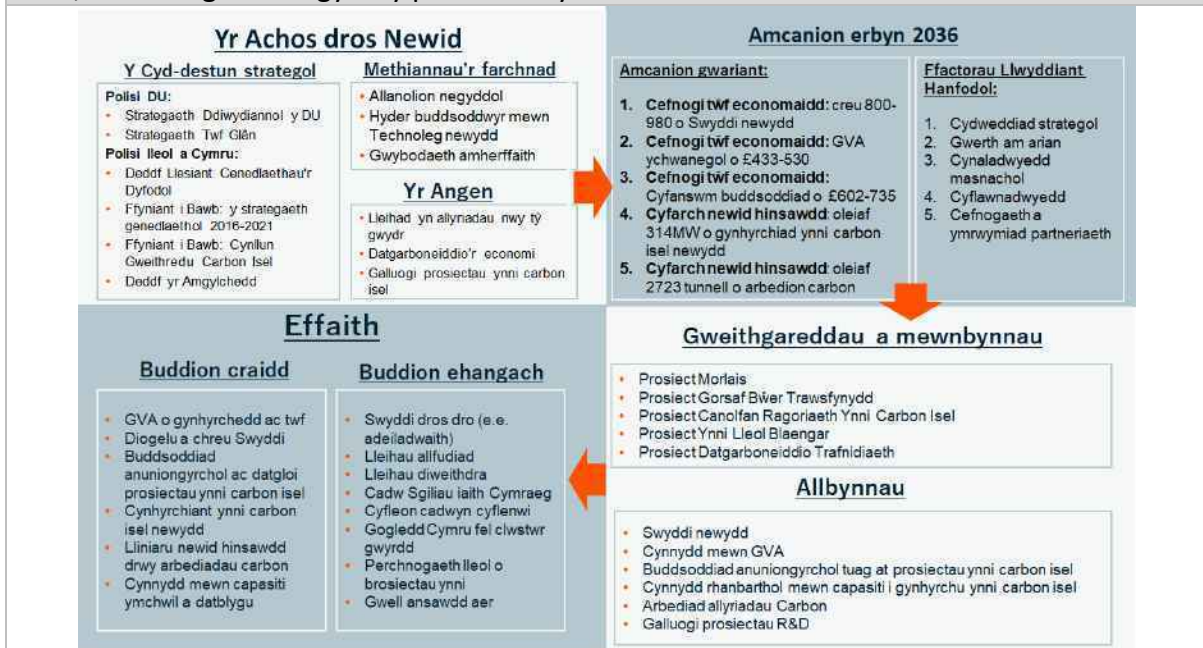 Yr Achos dros Newid
Y Cyd-destun strategol
Polisi DU:
• Strategaeth Ddiwydiannol y DU
• Strategaeth Twf Glân
Polisi lleol a Cymru:
• Deddf Llesiant Cenedlaethau'r
Dyfodol
• Ffyniant i Bawb: y strategaeth
genedlaethol 2016-2021
• Ffyniant i Bawb: Cynllun
Gweithredu Carbon Isel
• Deddf yr Amgylchedd
Methiannau'r farchnad
• Allanolion negyddol
• Hyder buddsoddwyr mewn
Technoleg newydd
• Gwybodaeth amherffaith
Yr Angen
• Lleihad yn allyriadau nwy tŷ
gwydr
• Datgarboneiddio'r economi
• Galluogi prosiectau ynni carbon
isel
Amcanion erbyn 2036
Amcanion gwariant:
1. Cefnogi twf economaidd: creu 800-
980 o Swyddi newydd
2. Cefnogi twf economaidd: GVA
ychwanegol o £433-530
3. Cefnogi twf economaidd:
Cyfanswm buddsoddiad o £602-735
4. Cyfarch newid hinsawdd: oleiaf
314MW o gynhyrchiad ynni carbon
isel newydd
5. Cyfarch newid hinsawdd: oleiaf
2723 tunnell o arbedion carbon
Ffactorau Llwyddiant
Hanfodol:
1. Cydweddiad strategol
2. Gwerth am arian
3. Cynaladwyedd
masnachol
4. Cyflawnadwyedd
5. Cefnogaeth a
ymrwymiad partneriaeth
Effaith
Buddion craidd
• GVA o gynhyrchedd ac twf
• Diogelu a chreu Swyddi
• Buddsoddiad
anuniongyrchol ac datgloi
prosiectau ynni carbon isel
• Cynhyrchiant ynni carbon
isel newydd
• Lliniaru newid hinsawdd
drwy arbediadau carbon
• Cynnydd mewn capasiti
ymchwil a datblygu
Buddion ehangach
• Swyddi dros dro (e.e.
adeiladwaith)
• Lleihau allfudiad
• Lleihau diweithdra
• Cadw Sgiliau iaith Cymraeg
• Cyfleon cadwyn cyflenwi
• Gogledd Cymru fel clwstwr
gwyrdd
• Perchnogaeth lleol o
brosiectau ynni
• Gwell ansawdd aer
Gweithgareddau a mewnbynnau
• Prosiect Morlais
• Prosiect Gorsaf Bŵer Trawsfynydd
• Prosiect Canolfan Ragoriaeth Ynni Carbon Isel
• Prosiect Ynni Lleol Blaengar
• Prosiect Datgarboneiddio Trafnidiaeth
Allbynnau
• Swyddi newydd
• Cynnydd mewn GVA
• Buddsoddiad anuniongyrchol tuag at prosiectau ynni carbon isel
• Cynnydd rhanbarthol mewn capasiti i gynhyrchu ynni carbon isel
• Arbediad allyriadau Carbon
• Galluogi prosiectau R&D